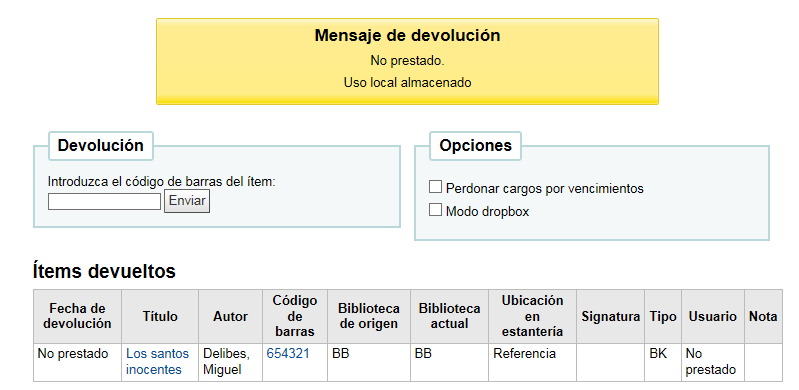 Mensaje de devolución
No prestado.
Uso local almacenado
Devolución
Introduzca el código de barras del ítem:
Enviar
Opciones
Perdonar cargos por vencimientos
Modo dropbox
Ítems devueltos
Fecha de devolución Título Autor Código de barras Biblioteca de origen Biblioteca actual Ubicación en estantería Signatura Tipo Usuario Nota
No prestado Los santos inocentes Delibes, Miguel 654321 BB BB Referencia BK No prestado